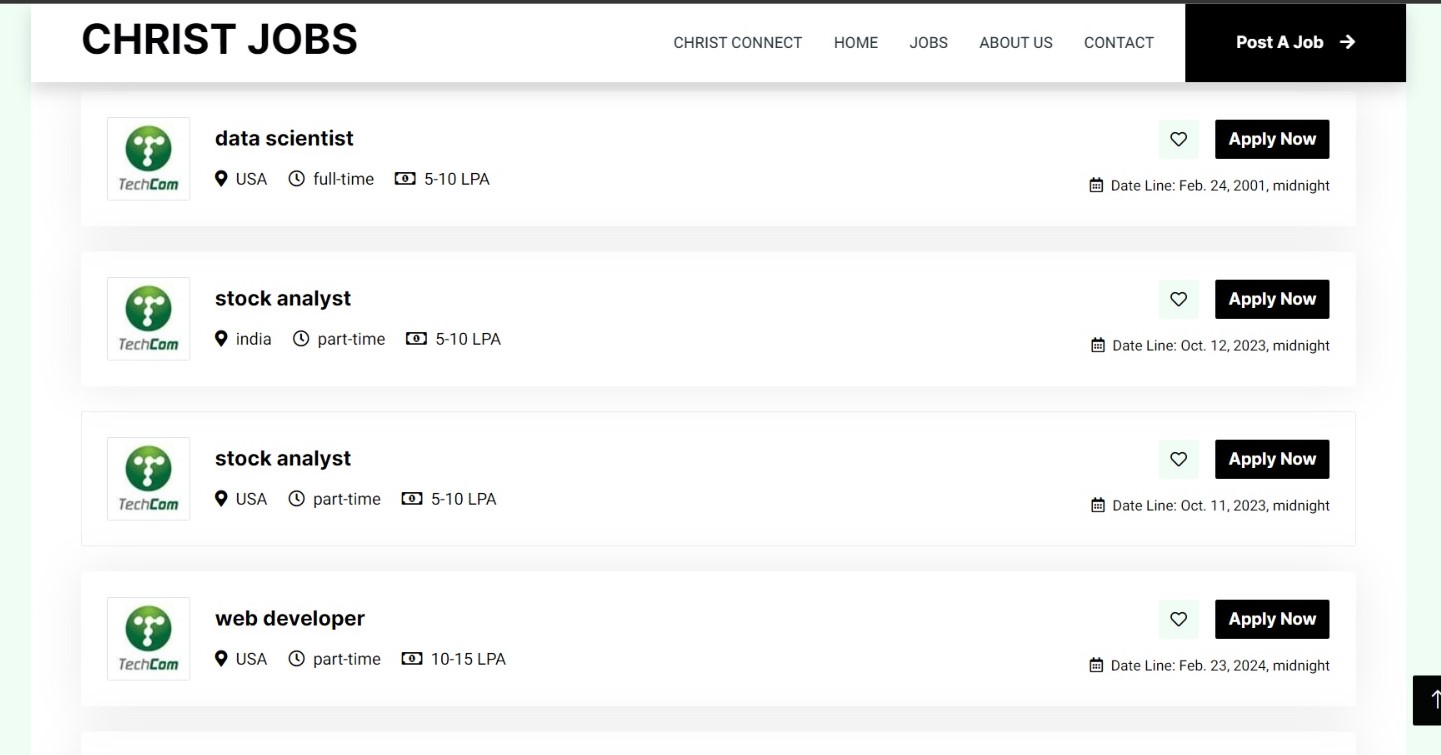 CHRIST JOBS
CHRIST CONNECT HOME JOBS ABOUT US CONTACT Post A Job
TechCom
data scientist
USA full-time 5-10 LPA
Apply Now
Date Line: Feb. 24, 2001, midnight
TechCom
stock analyst
india part-time 5-10 LPA
Apply Now
Date Line: Oct. 12, 2023, midnight
TechCom
stock analyst
USA part-time 5-10 LPA
Apply Now
Date Line: Oct. 11, 2023, midnight
TechCom
web developer
USA part-time 10-15 LPA
Apply Now
Date Line: Feb. 23, 2024, midnight